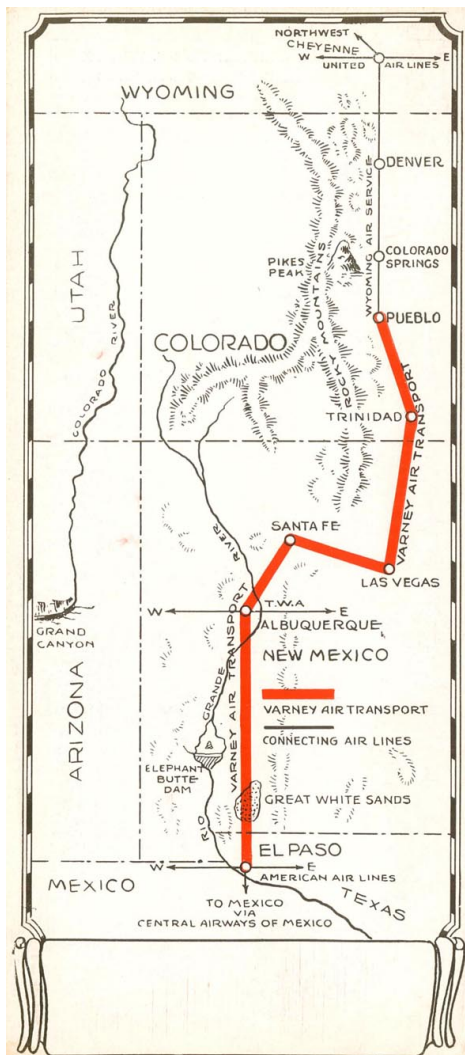 NORTHWEST
CHEYENNE
W E
UNITED AIR LINES
WYOMING
DENVER
WYOMING AIR SERVICE
UTAH
COLORADO
SPRINGS
PIKES
PEAK
ROCKY MOUNTAINS
PUEBLO
COLORADO RIVER
COLORADO
TRINIDAD
VARNEY AIR TRANSPORT
SANTA FE
RIVER
LAS VEGAS
W T.W.A E
ALBUQUERQUE
GRAND
CANYON
NEW MEXICO
VARNEY AIR TRANSPORT
VARNEY AIR TRANSPORT
CONNECTING AIR LINES
ARIZONA
GRANDE
ELEPHANT
BUTTE
DAM
GREAT WHITE SANDS
RIO
EL PASO
W E
AMERICAN AIR LINES
MEXICO
TEXAS
TO MEXICO
VIA
CENTRAL AIRWAYS OF MEXICO